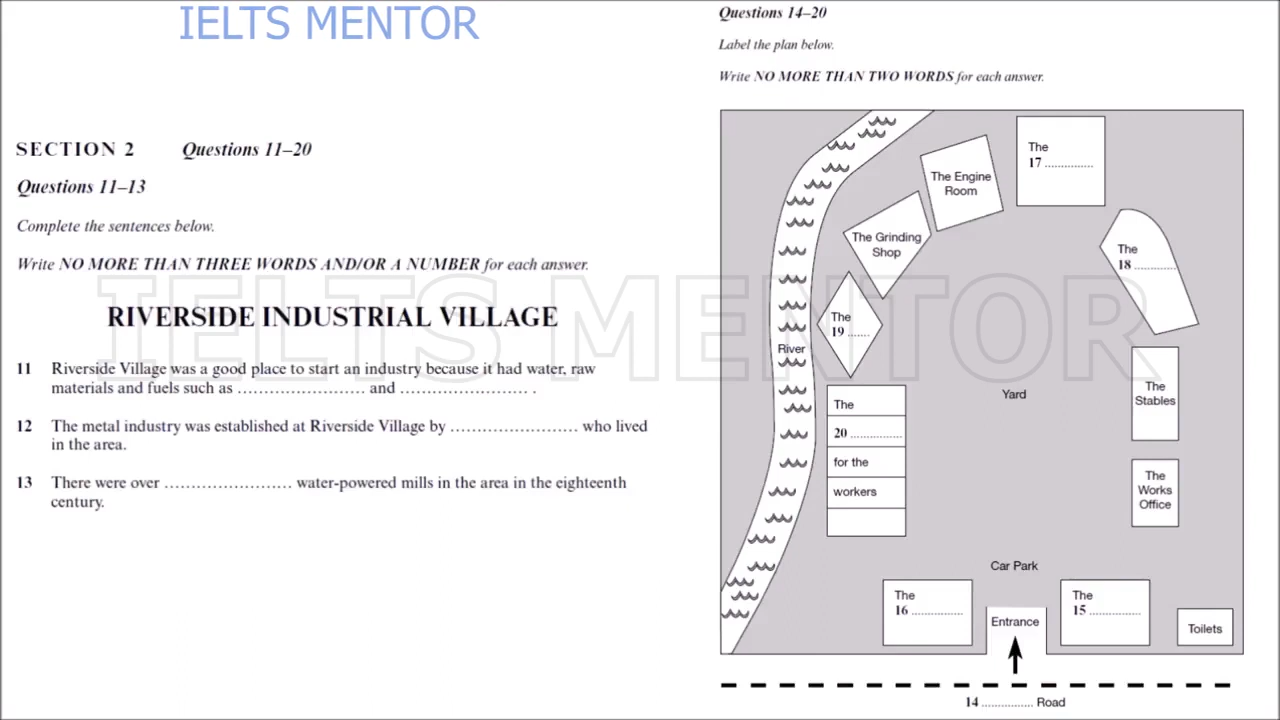 IELTS MENTOR
SECTION 2 Questions 11–20
Questions 11–13
Complete the sentences below.
Write NO MORE THAN THREE WORDS AND/OR A NUMBER for each answer.
RIVERSIDE INDUSTRIAL VILLAGE
11 Riverside Village was a good place to start an industry because it had water, raw
materials and fuels such as ........................ and ........................ .
12 The metal industry was established at Riverside Village by ........................ who lived
in the area.
13 There were over ........................ water-powered mills in the area in the eighteenth
century.
Questions 14–20
Label the plan below.
Write NO MORE THAN TWO WORDS for each answer.
The
17 ...............
The Engine
Room
The Grinding
Shop
The
18 .............
The
19 .......
River
Yard
The
Stables
The
20 ................
for the
workers
The
Works
Office
Car Park
The
16 ................
Entrance
The
15 ................
Toilets
14 ................ Road
IELTS MENTOR